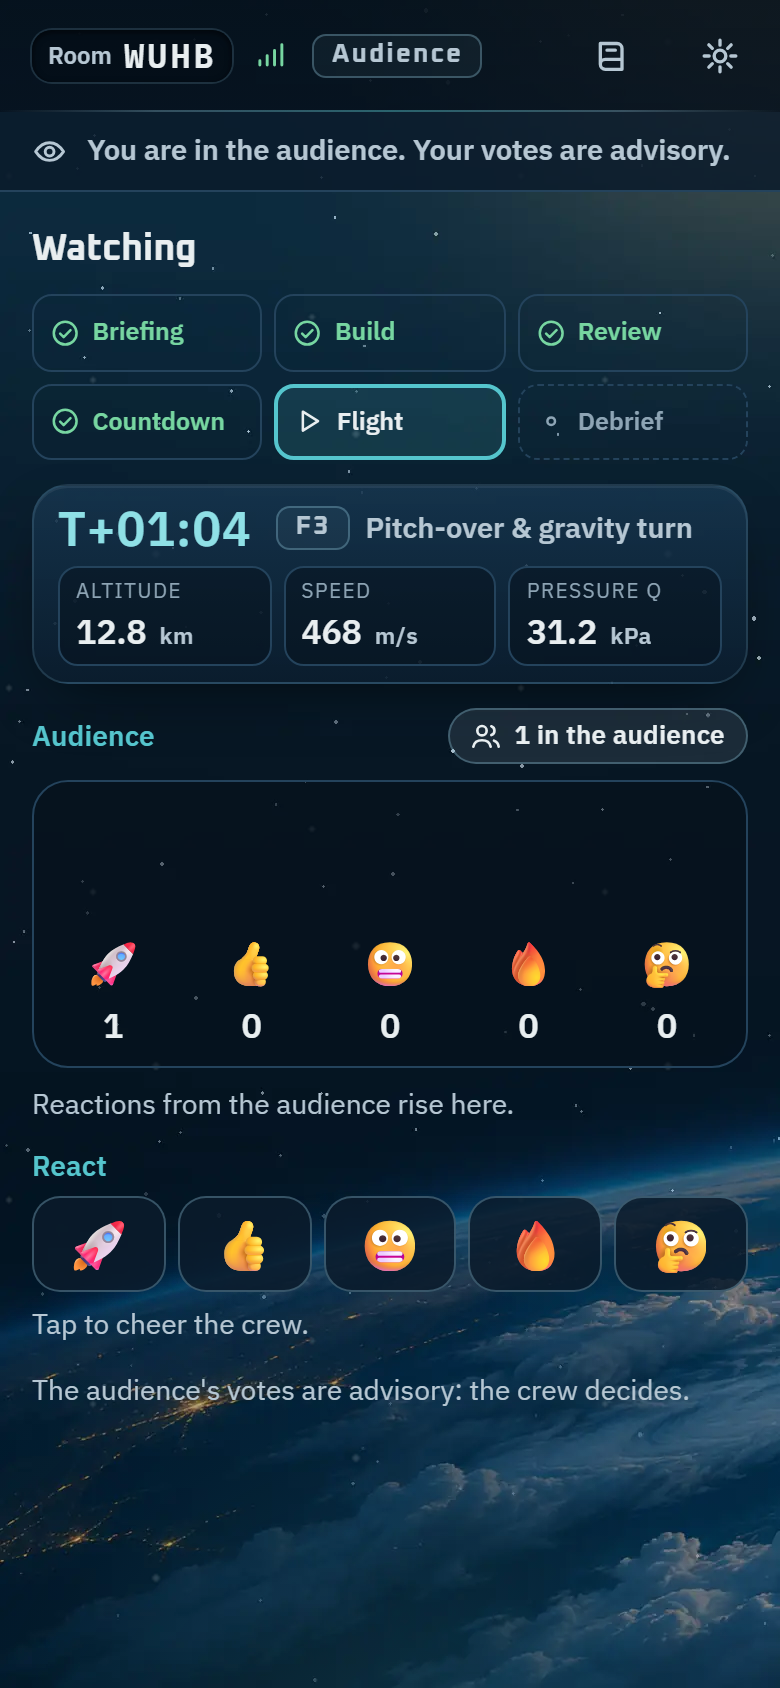 Room WUHB Audience
You are in the audience. Your votes are advisory.
Watching
Briefing Build Review
Countdown Flight Debrief
T+01:04 F3 Pitch-over & gravity turn
ALTITUDE SPEED PRESSURE Q
12.8 km 468 m/s 31.2 kPa
Audience 1 in the audience
1 0 0 0 0
Reactions from the audience rise here.
React
Tap to cheer the crew.
The audience's votes are advisory: the crew decides.